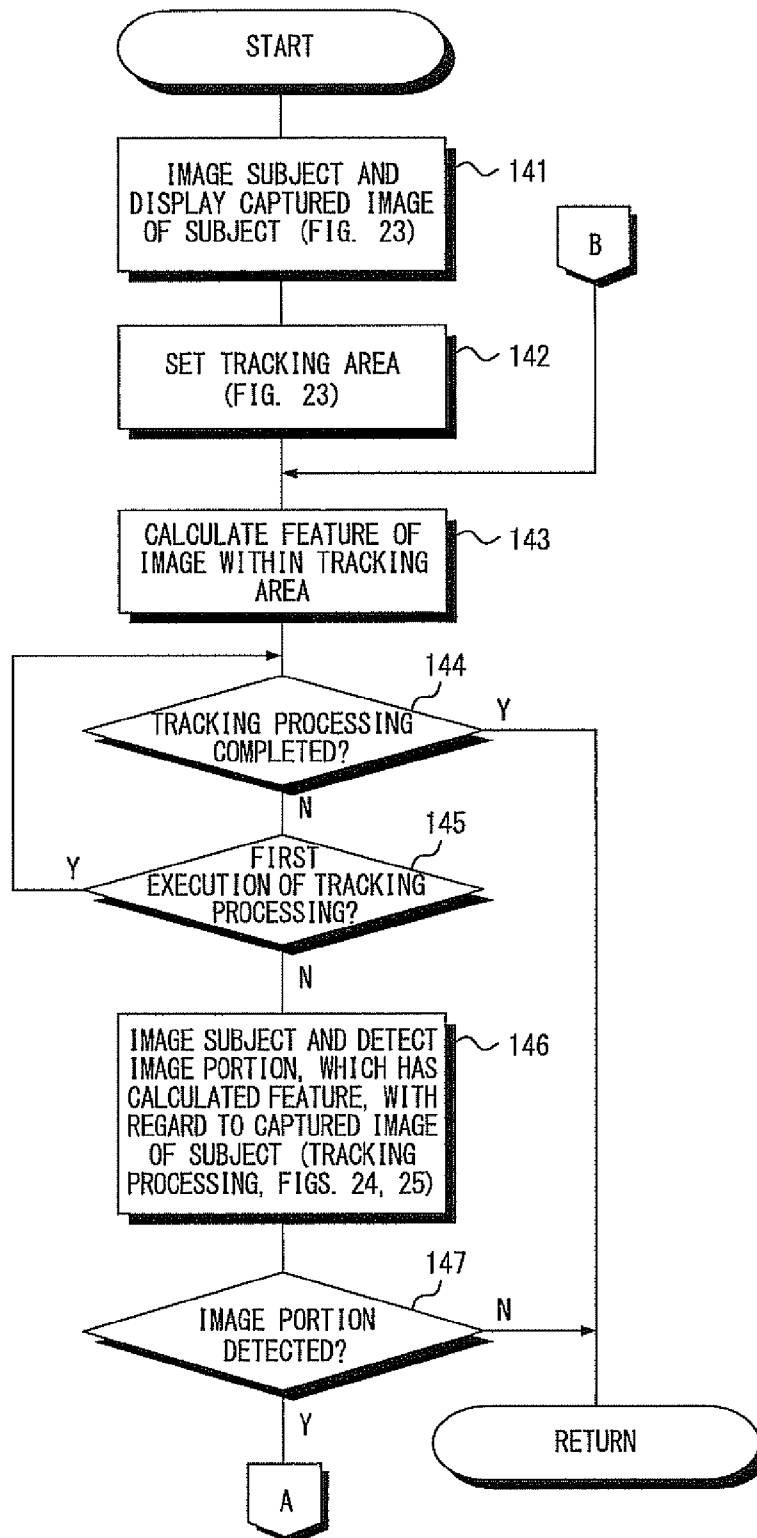 START
IMAGE SUBJECT AND
DISPLAY CAPTURED IMAGE
OF SUBJECT (FIG. 23)
141
B
SET TRACKING AREA
(FIG. 23)
142
CALCULATE FEATURE OF
IMAGE WITHIN TRACKING
AREA
143
144
TRACKING PROCESSING
COMPLETED?
Y
N
145
Y
FIRST
EXECUTION OF TRACKING
PROCESSING?
N
IMAGE SUBJECT AND DETECT
IMAGE PORTION, WHICH HAS
CALCULATED FEATURE, WITH
REGARD TO CAPTURED IMAGE
OF SUBJECT (TRACKING
PROCESSING, FIGS. 24, 25)
146
147
IMAGE PORTION
DETECTED?
N
Y
RETURN
A